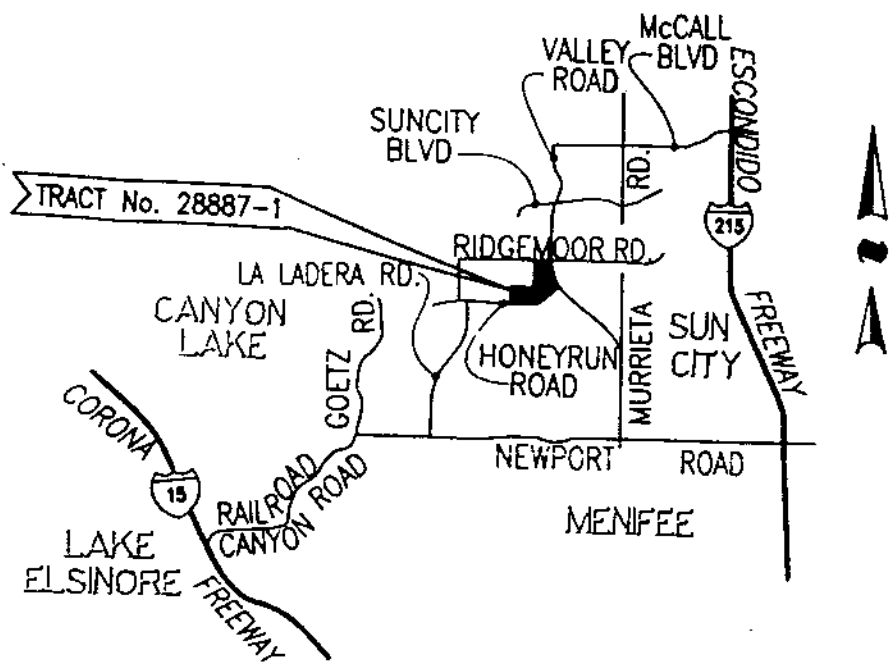 McCALL
BLVD
VALLEY
ROAD
ESCONDIDO
SUNCITY
BLVD
RD.
TRACT No. 28887-1
215
RIDGEMOOR RD.
LA LADERA RD.
CANYON
LAKE
GOETZ
RD.
HONEYRUN
ROAD
MURRIETA
SUN
CITY
FREEWAY
CORONA
NEWPORT ROAD
15
RAILROAD
CANYON ROAD
MENIFEE
LAKE
ELSINORE
FREEWAY